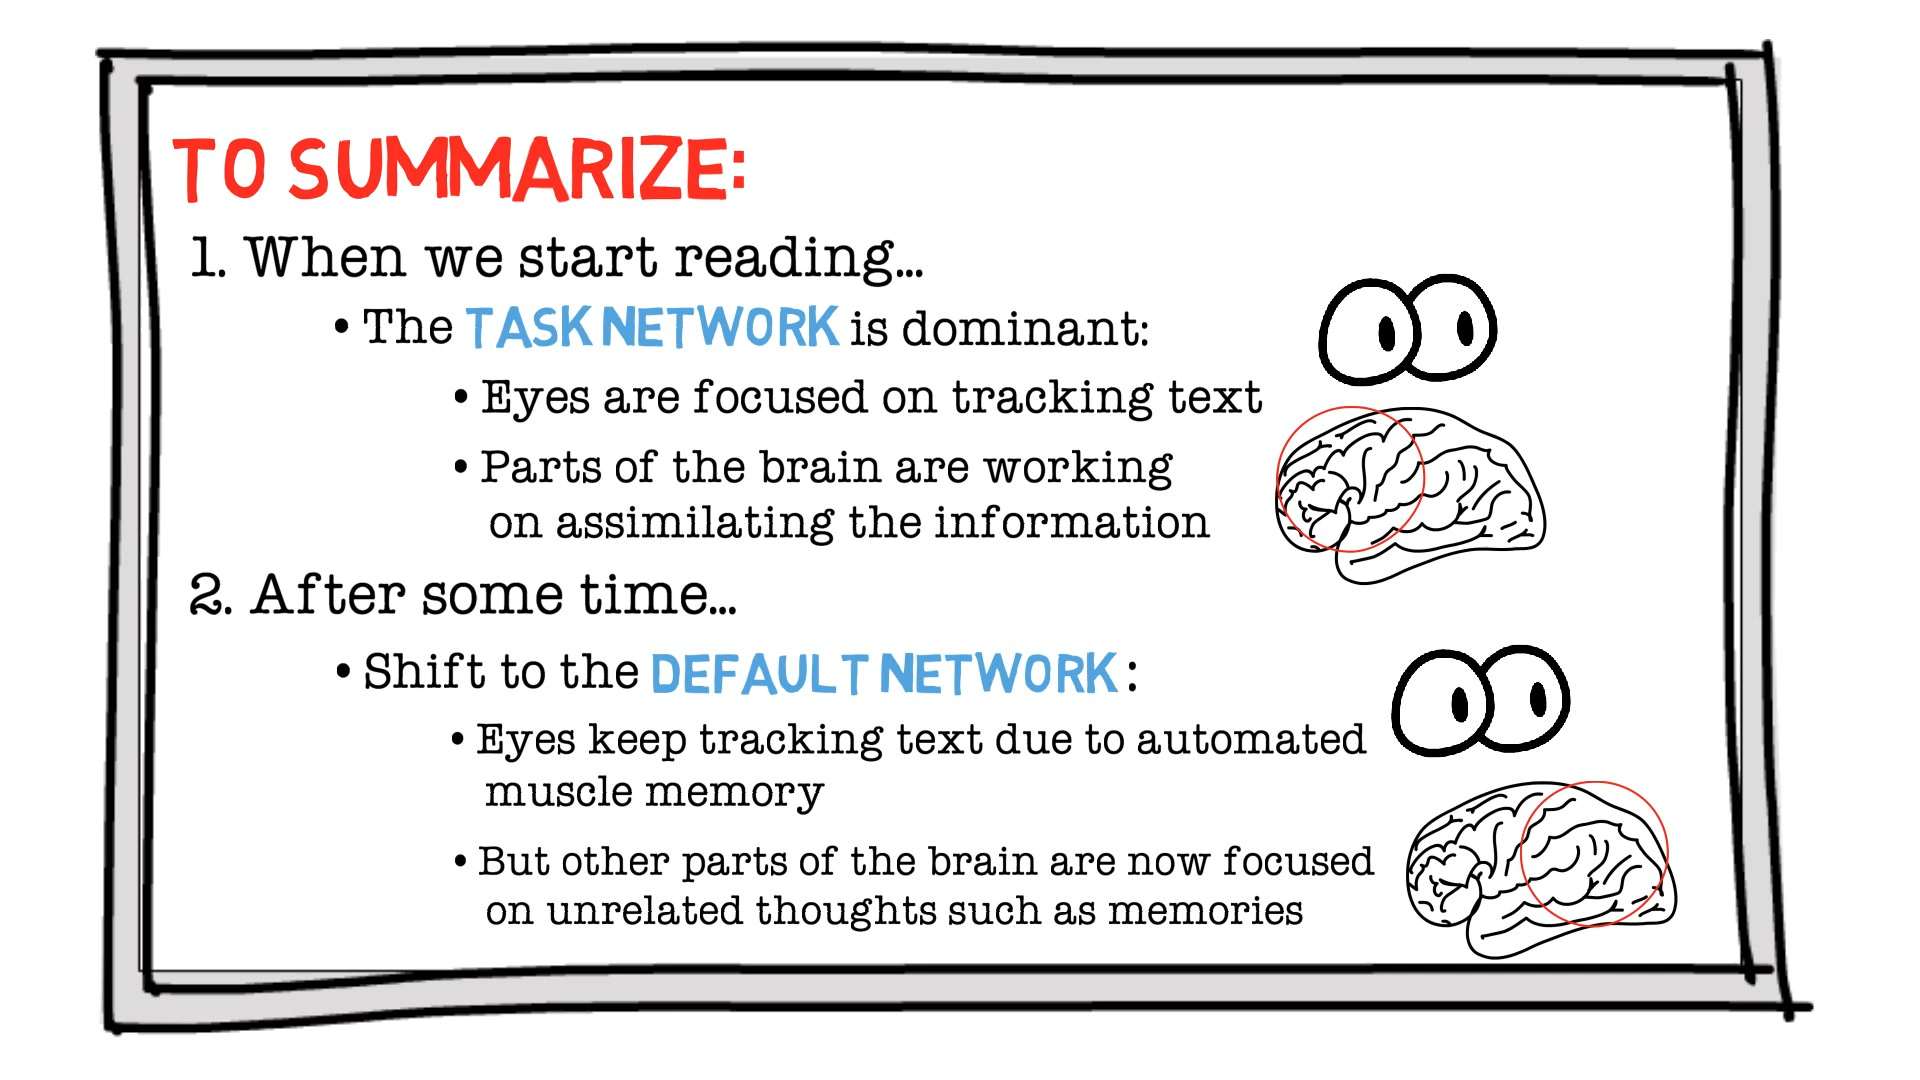 TO SUMMARIZE:
1. When we start reading...
• The TASK NETWORK is dominant:
• Eyes are focused on tracking text
• Parts of the brain are working
on assimilating the information
2. After some time...
• Shift to the DEFAULT NETWORK:
• Eyes keep tracking text due to automated
muscle memory
• But other parts of the brain are now focused
on unrelated thoughts such as memories